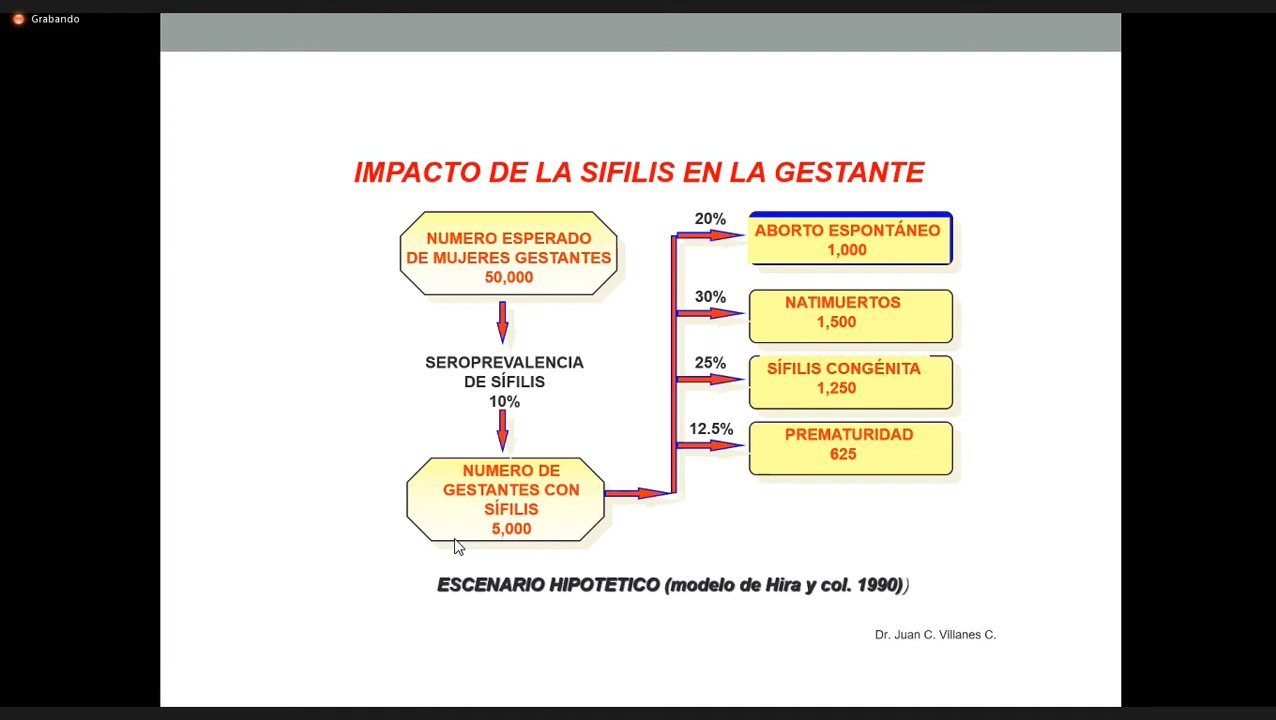 Grabando
IMPACTO DE LA SIFILIS EN LA GESTANTE
NUMERO ESPERADO
DE MUJERES GESTANTES
50,000
SEROPREVALENCIA
DE SÍFILIS
10%
NUMERO DE
GESTANTES CON
SÍFILIS
5,000
20%
ABORTO ESPONTÁNEO
1,000
30%
NATIMUERTOS
1,500
25%
SÍFILIS CONGÉNITA
1,250
12.5%
PREMATURIDAD
625
ESCENARIO HIPOTETICO (modelo de Hira y col. 1990))
Dr. Juan C. Villanes C.